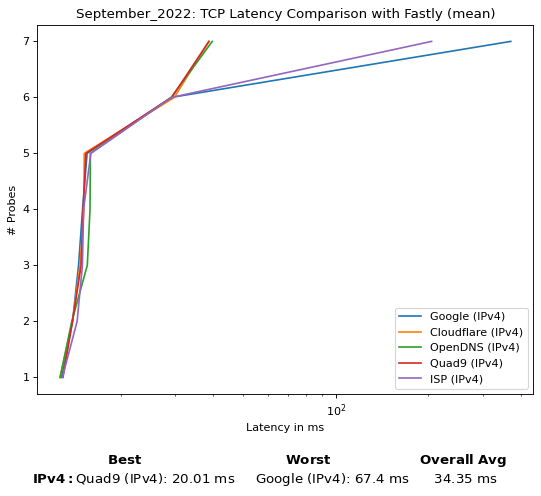 September_2022: TCP Latency Comparison with Fastly (mean)
7
6
5
4
3
2
1
# Probes
10^2
Latency in ms
Google (IPv4)
Cloudflare (IPv4)
OpenDNS (IPv4)
Quad9 (IPv4)
ISP (IPv4)
Best Worst Overall Avg
IPv4: Quad9 (IPv4): 20.01 ms Google (IPv4): 67.4 ms 34.35 ms